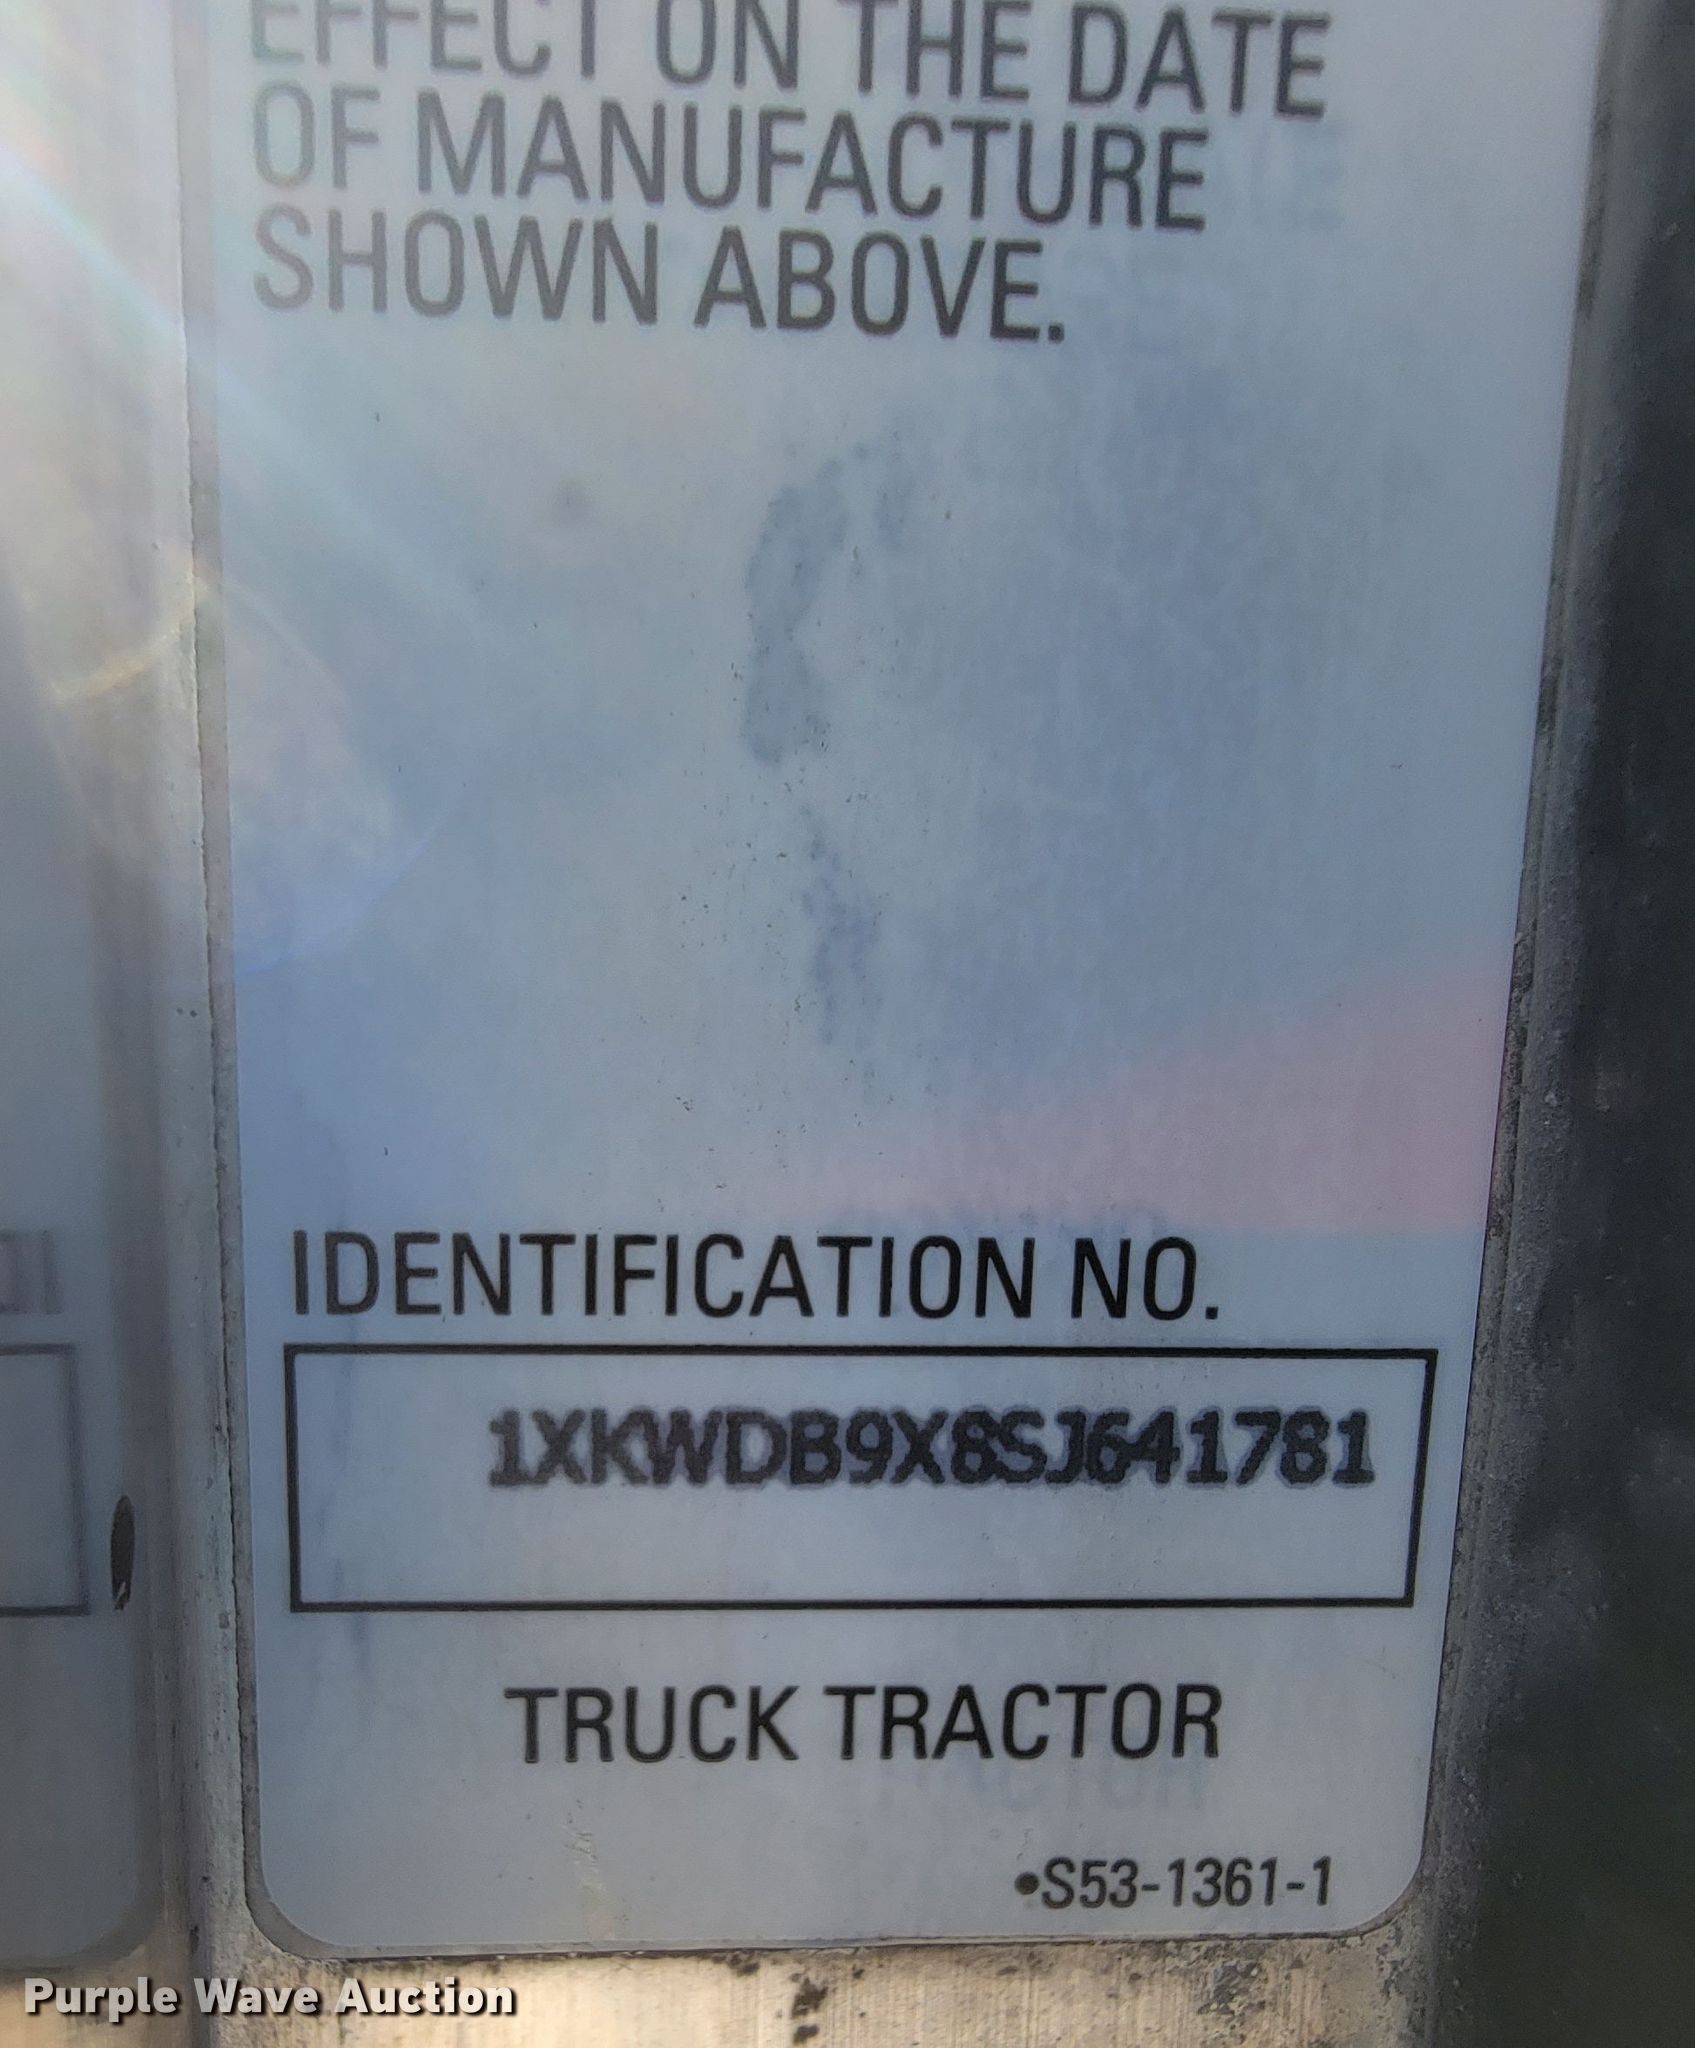 EFFECT ON THE DATE
OF MANUFACTURE
SHOWN ABOVE.
IDENTIFICATION NO.
1XKWDB9X8SJ641781
TRUCK TRACTOR
•S53-1361-1
Purple Wave Auction